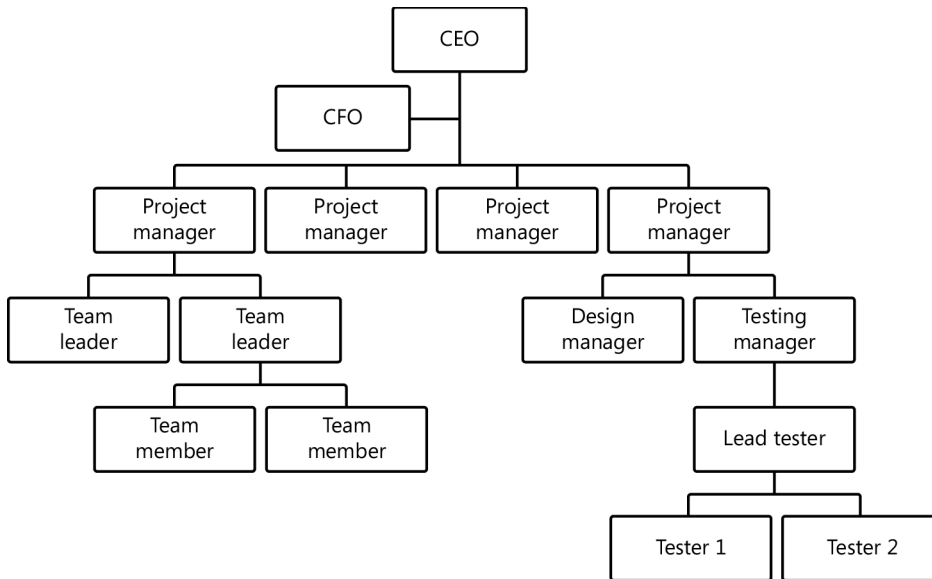 CEO
CFO
Project
manager
Project
manager
Project
manager
Project
manager
Team
leader
Team
leader
Design
manager
Testing
manager
Team
member
Team
member
Lead tester
Tester 1
Tester 2